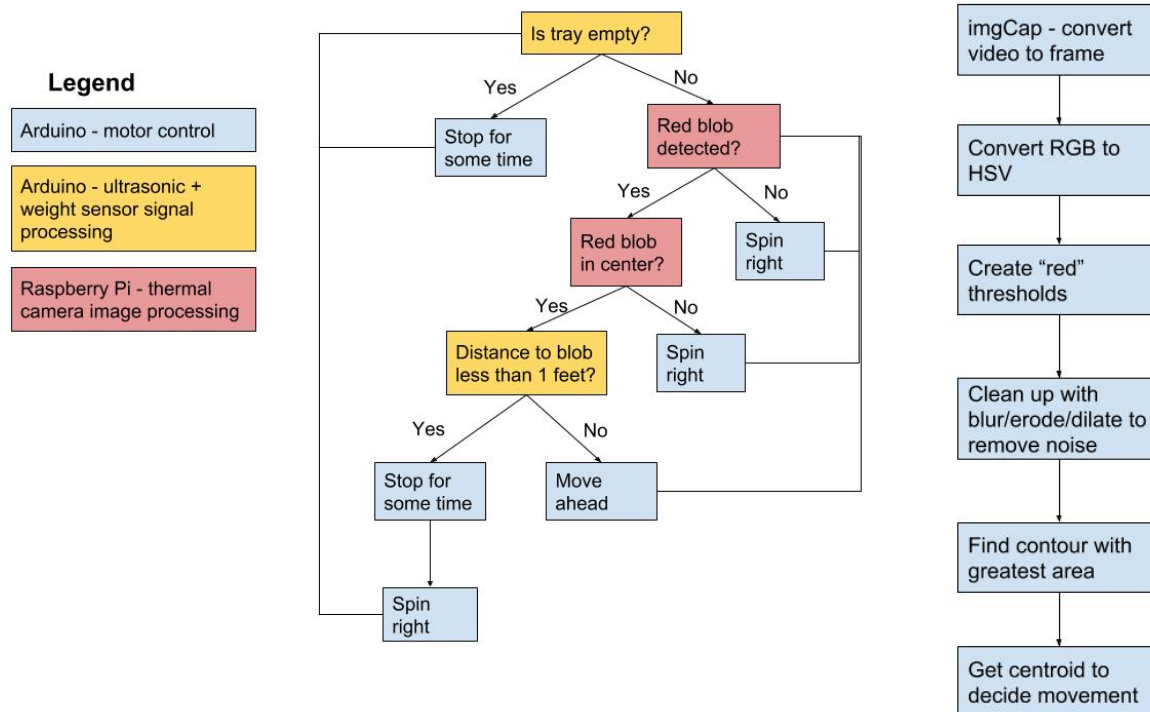 Legend
Arduino - motor control
Arduino - ultrasonic +
weight sensor signal
processing
Raspberry Pi - thermal
camera image processing
Is tray empty?
Yes
No
Stop for
some time
Red blob
detected?
Yes
No
Red blob
in center?
Spin
right
Yes
No
Distance to blob
less than 1 feet?
Spin
right
Yes
No
Stop for
some time
Move
ahead
Spin
right
imgCap - convert
video to frame
Convert RGB to
HSV
Create “red”
thresholds
Clean up with
blur/erode/dilate to
remove noise
Find contour with
greatest area
Get centroid to
decide movement